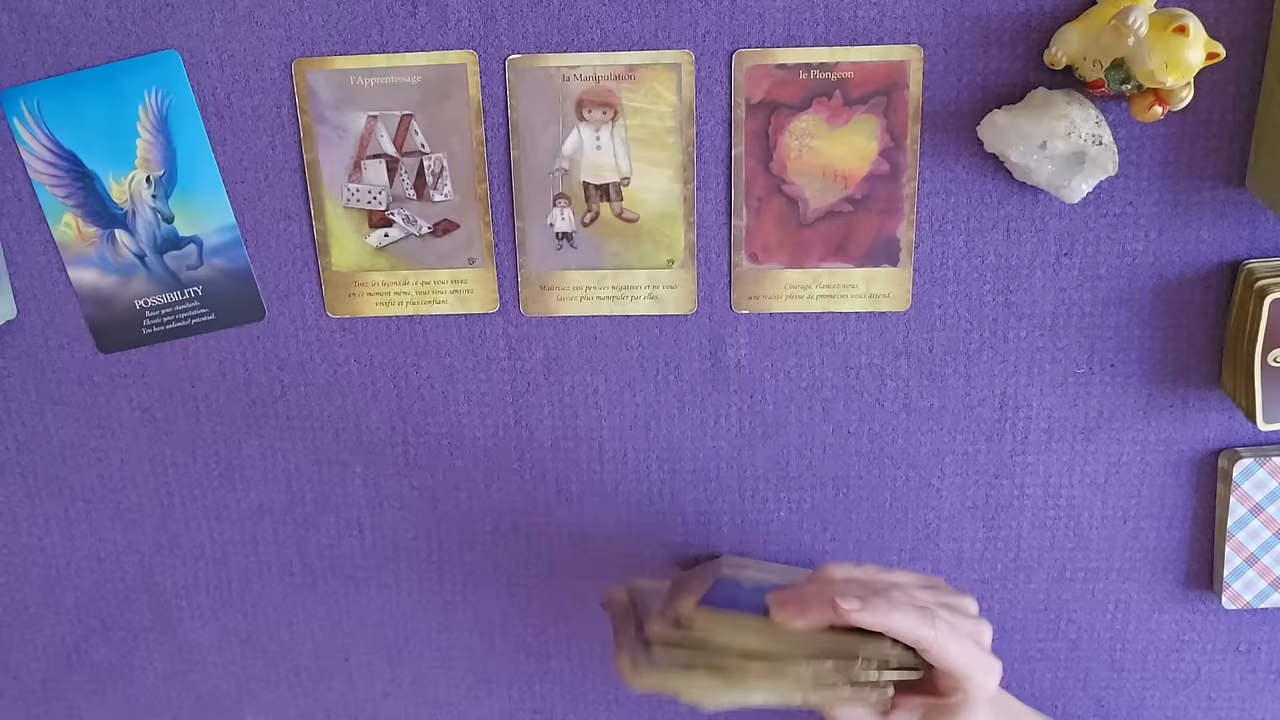 POSSIBILITY
Raise your standards.
Elevate your expectations.
You have unlimited potential.
l'Apprentissage
Tirez les leçons de ce que vous vivez
en ce moment même, vous vous sentirez
vivifié et plus confiant.
la Manipulation
Maîtrisez vos pensées négatives et ne vous
laissez plus manipuler par elles.
le Plongeon
Courage, élancez-vous,
une réalité pleine de promesses vous attend.